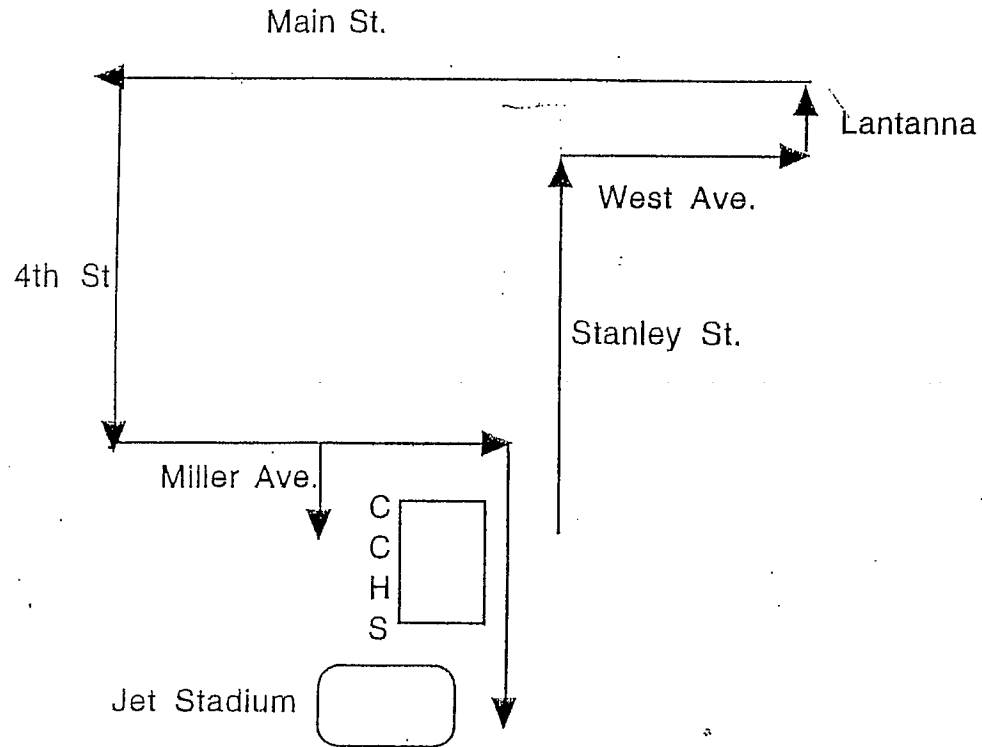 Main St.
Lantanna
West Ave.
4th St
Stanley St.
Miller Ave.
C
C
H
S
Jet Stadium